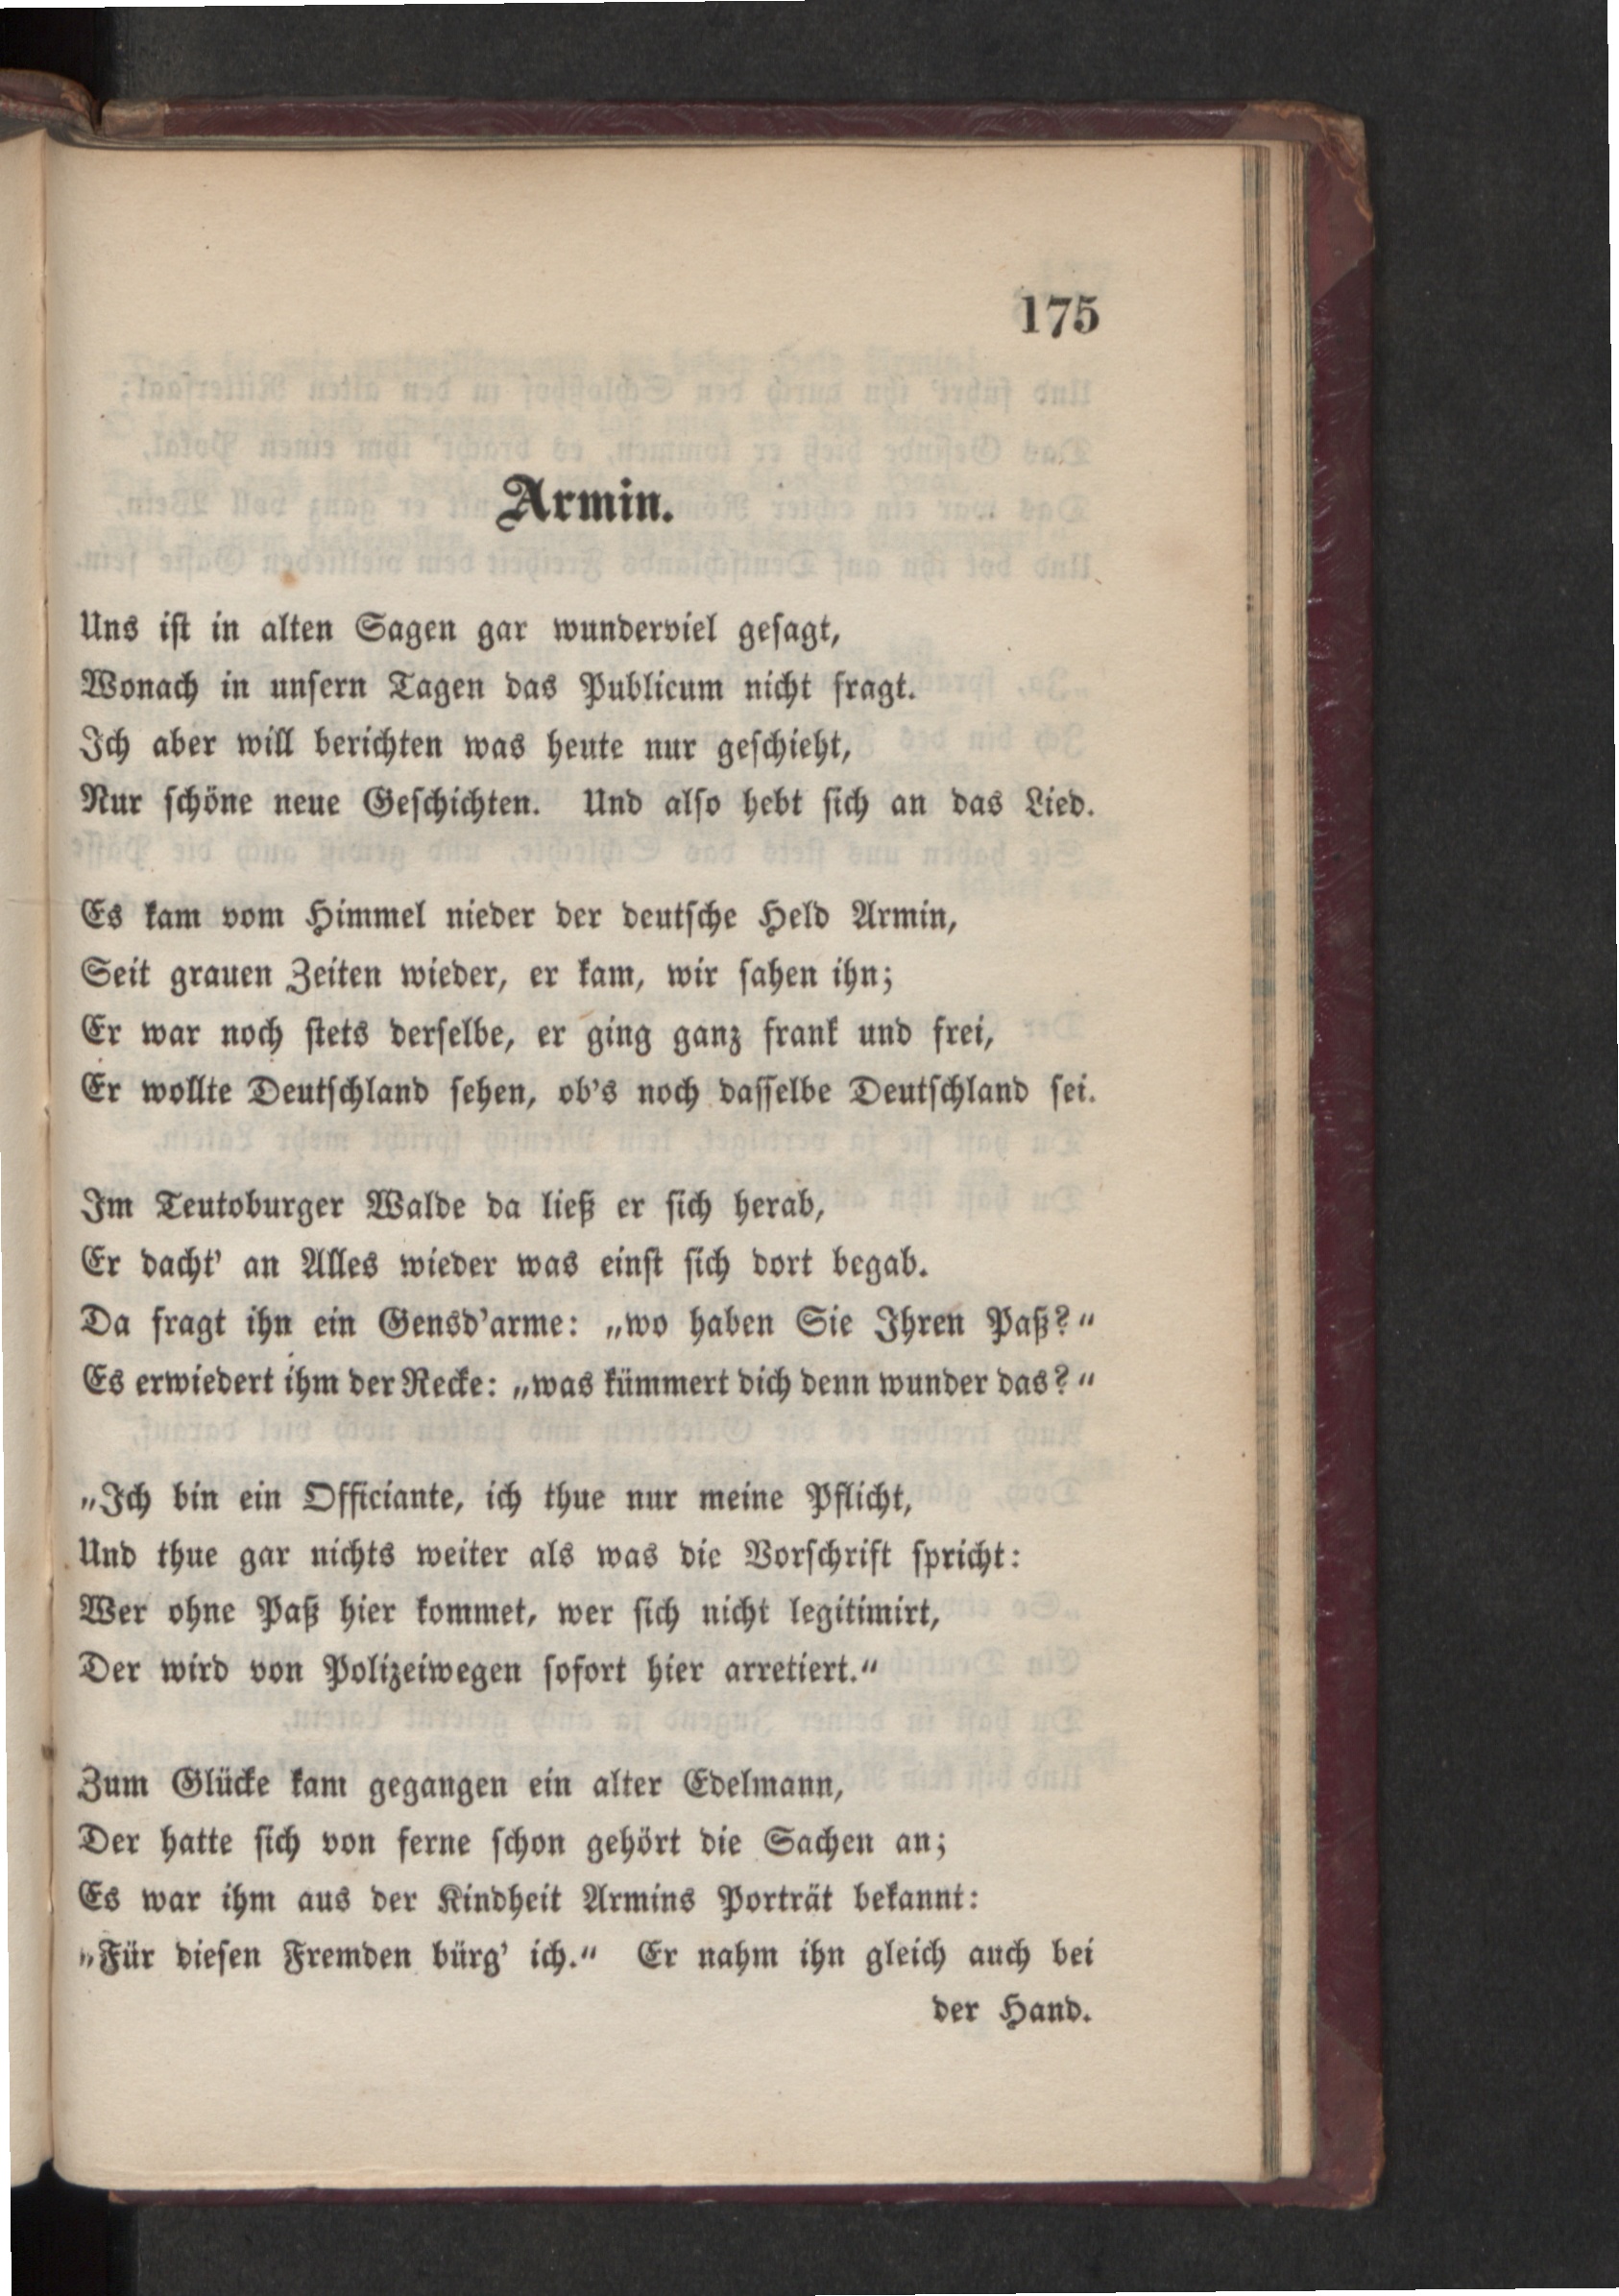 175
Armin.
Uns ist in alten Sagen gar wunderviel gesagt,
Wonach in unsern Tagen das Publicum nicht fragt.
Ich aber will berichten was heute nur geschieht,
Nur schöne neue Geschichten. Und also hebt sich an das Lied.
Es kam vom Himmel nieder der deutsche Held Armin,
Seit grauen Zeiten wieder, er kam, wir sahen ihn;
Er war noch stets derselbe, er ging ganz frank und frei,
Er wollte Deutschland sehen, ob's noch dasselbe Deutschland sei.
Im Teutoburger Walde da ließ er sich herab,
Er dacht' an Alles wieder was einst sich dort begab.
Da fragt ihn ein Gensd'arme: „wo haben Sie Ihren Paß?“
Es erwiedert ihm der Recke: „was kümmert dich denn wunder das?“
„Ich bin ein Officiante, ich thue nur meine Pflicht,
Und thue gar nichts weiter als was die Vorschrift spricht:
Wer ohne Paß hier kommet, wer sich nicht legitimirt,
Der wird von Polizeiwegen sofort hier arretiert.“
Zum Glücke kam gegangen ein alter Edelmann,
Der hatte sich von ferne schon gehört die Sachen an;
Es war ihm aus der Kindheit Armins Porträt bekannt:
„Für diesen Fremden bürg' ich.“ Er nahm ihn gleich auch bei
der Hand.